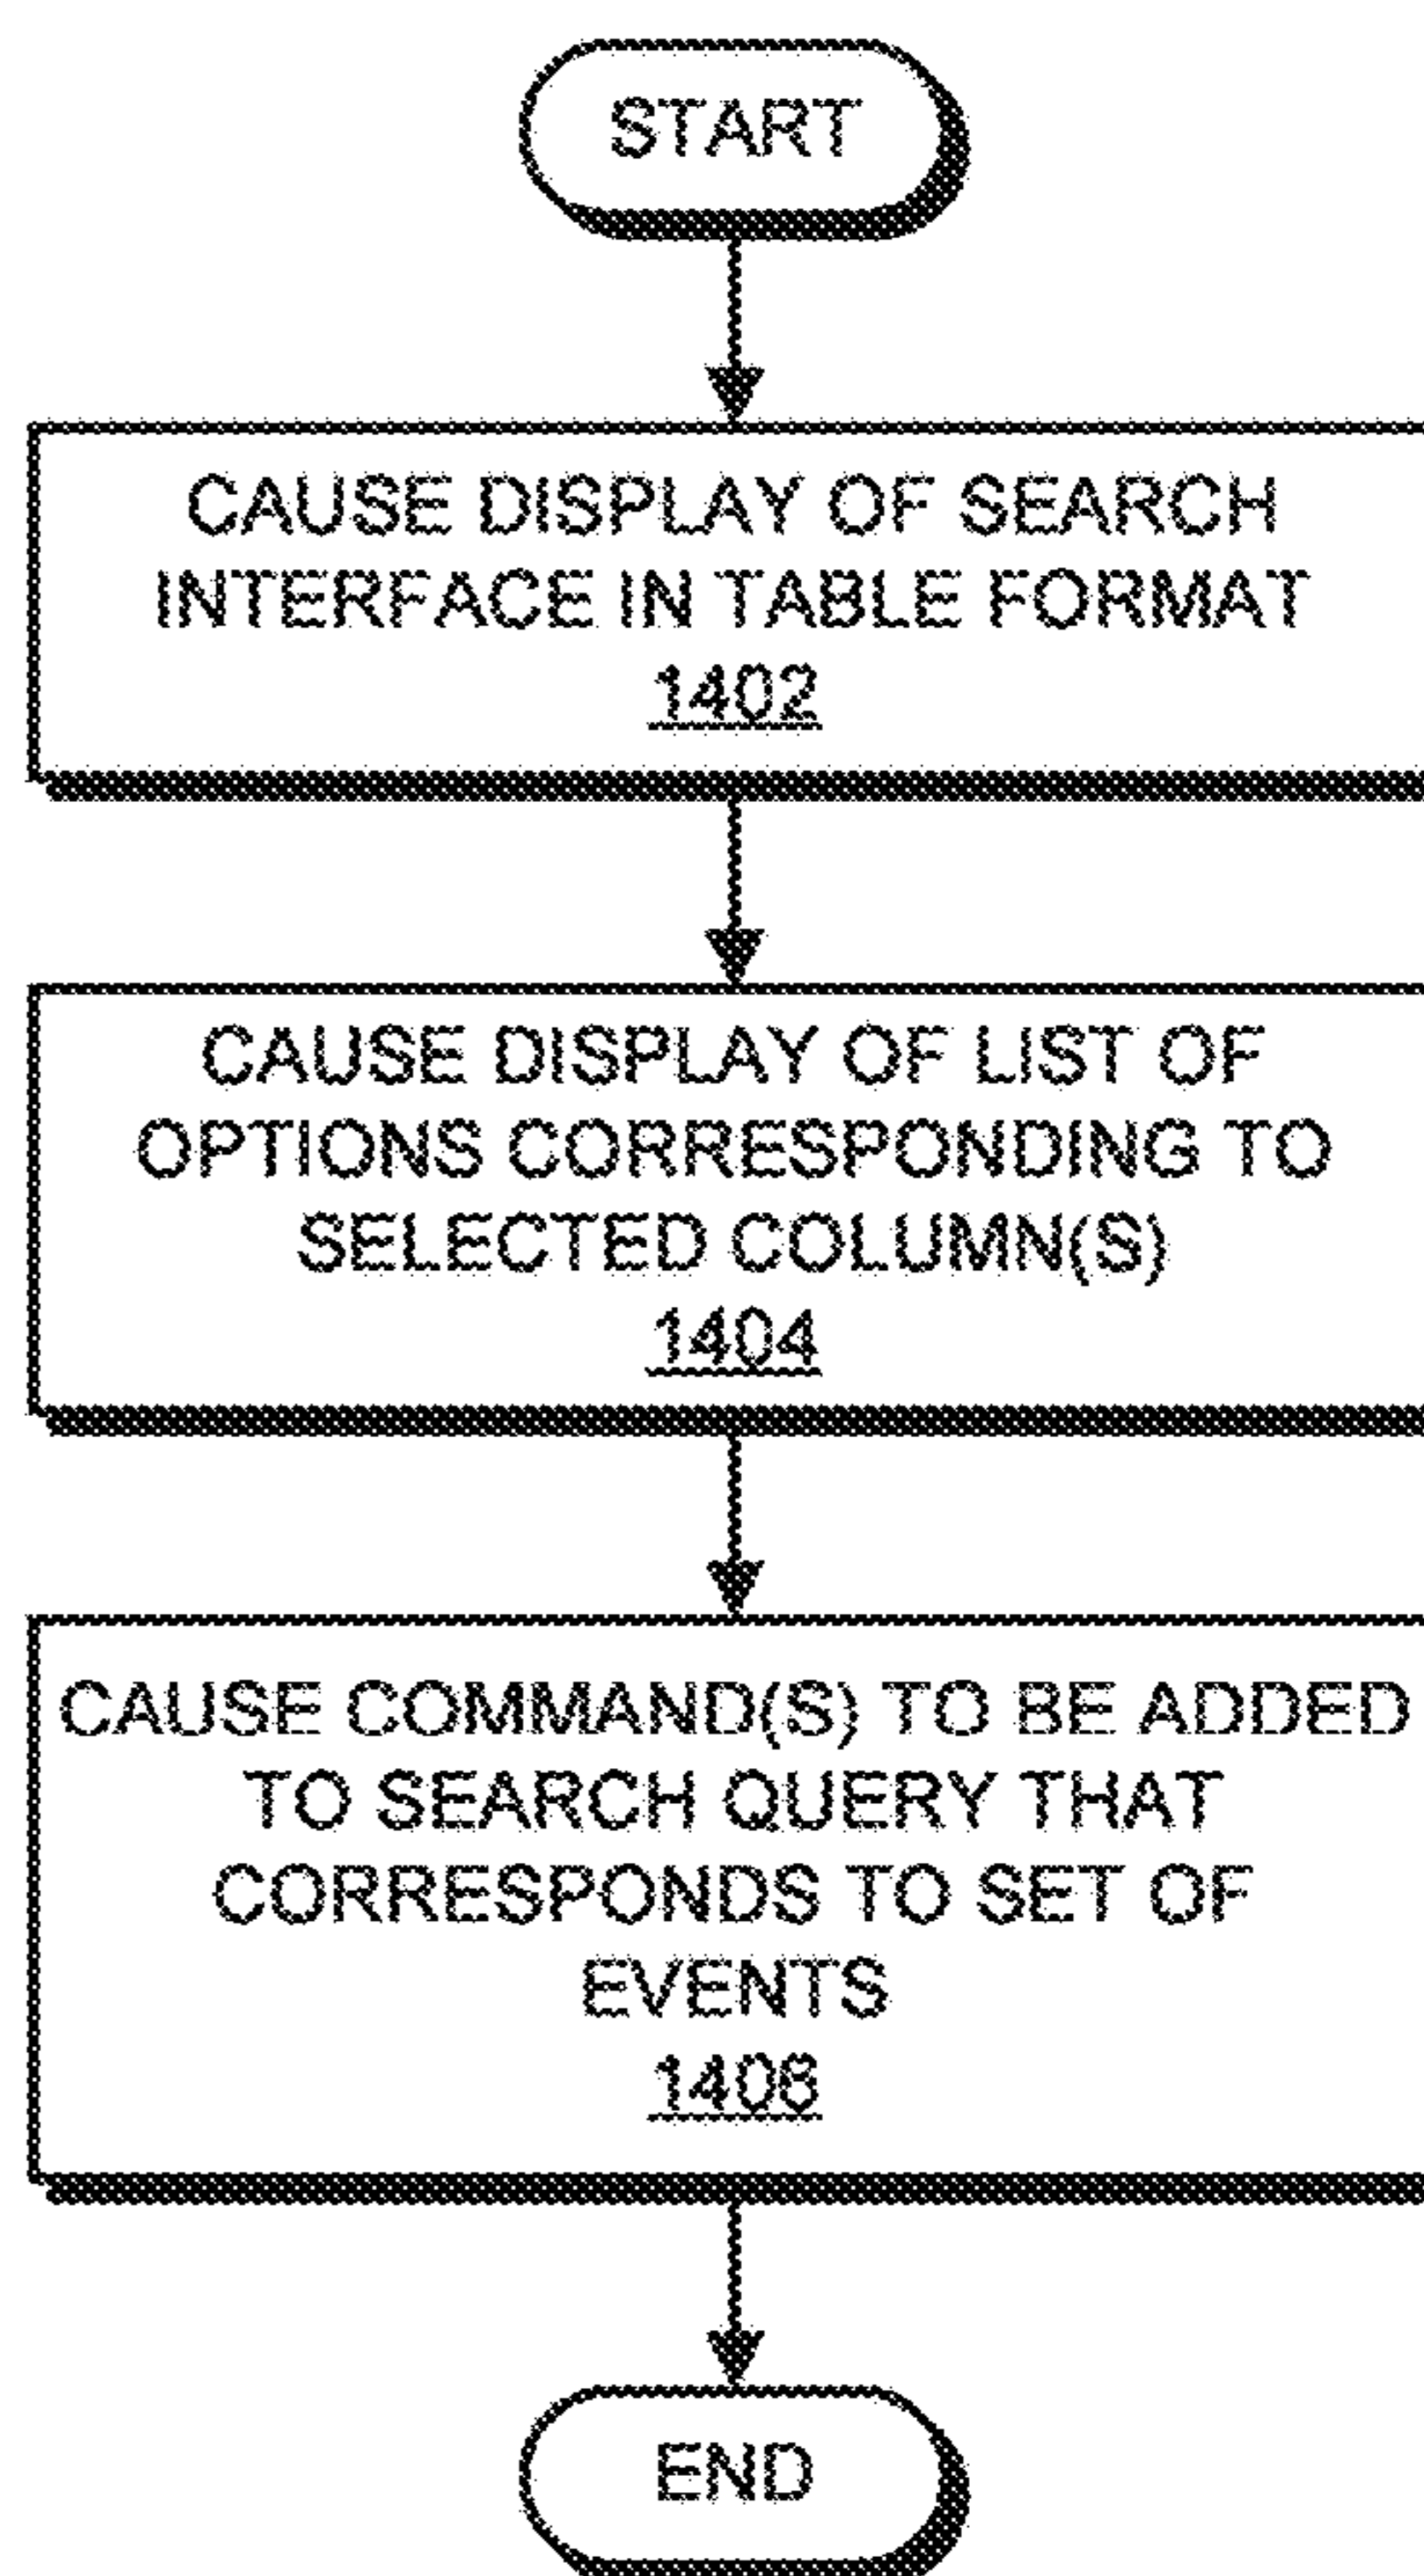 START
CAUSE DISPLAY OF SEARCH
INTERFACE IN TABLE FORMAT
1402
CAUSE DISPLAY OF LIST OF
OPTIONS CORRESPONDING TO
SELECTED COLUMN(S)
1404
CAUSE COMMAND(S) TO BE ADDED
TO SEARCH QUERY THAT
CORRESPONDS TO SET OF
EVENTS
1406
END